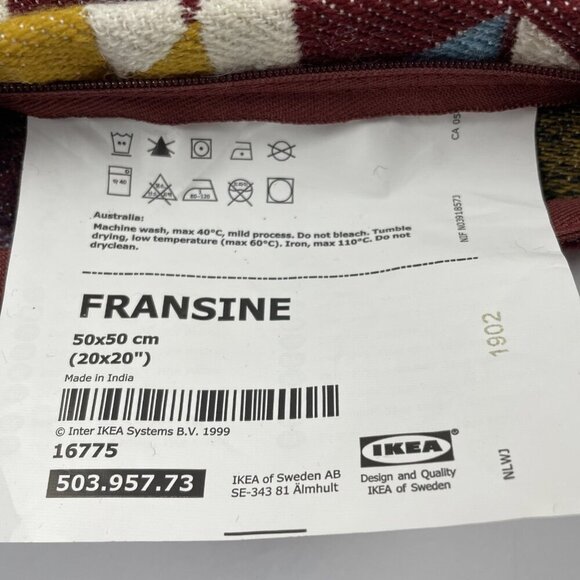 Australia:
Machine wash, max 40°C, mild process. Do not bleach. Tumble
drying, low temperature (max 60°C). Iron, max 110°C. Do not
dryclean.
FRANSINE
50x50 cm
(20x20")
Made in India
© Inter IKEA Systems B.V. 1999
16775
503.957.73
IKEA of Sweden AB
SE-343 81 Älmhult
IKEA
Design and Quality
IKEA of Sweden
1902
NLWJ
CA 05